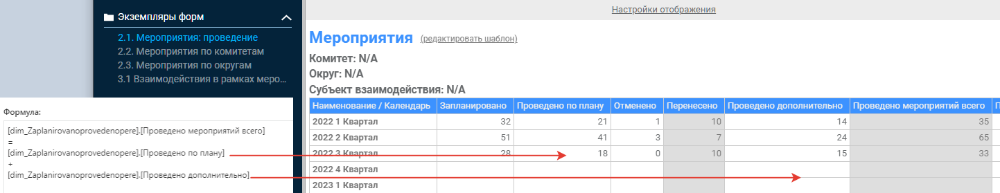 Экземпляры форм
2.1. Мероприятия: проведение
2.2. Мероприятия по комитетам
2.3. Мероприятия по округам
3.1 Взаимодействия в рамках меро...
Формула:
[dim_Zaplanirovanoprovedenopere].[Проведено мероприятий всего]
=
[dim_Zaplanirovanoprovedenopere].[Проведено по плану]
+
[dim_Zaplanirovanoprovedenopere].[Проведено дополнительно]
Настройки отображения
Мероприятия (редактировать шаблон)
Комитет: N/A
Округ: N/A
Субъект взаимодействия: N/A
Наименование / Календарь Запланировано Проведено по плану Отменено Перенесено Проведено дополнительно Проведено мероприятий всего П
2022 1 Квартал 32 21 1 10 14 35
2022 2 Квартал 51 41 3 7 24 65
2022 3 Квартал 28 18 0 10 15 33
2022 4 Квартал
2023 1 Квартал